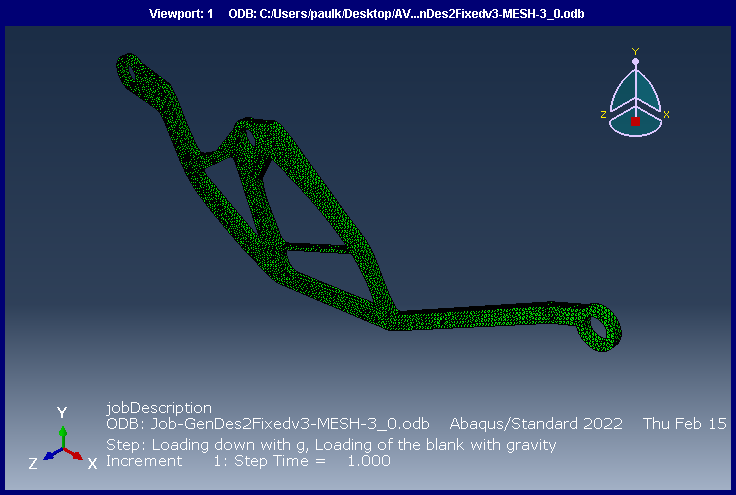 Viewport: 1 ODB: C:/Users/paulk/Desktop/AV...nDes2Fixedv3-MESH-3_0.odb
Y
Z X
jobDescription
ODB: Job-GenDes2Fixedv3-MESH-3_0.odb Abaqus/Standard 2022 Thu Feb 15
Y
Step: Loading down with g, Loading of the blank with gravity
Z X
Increment 1: Step Time = 1.000